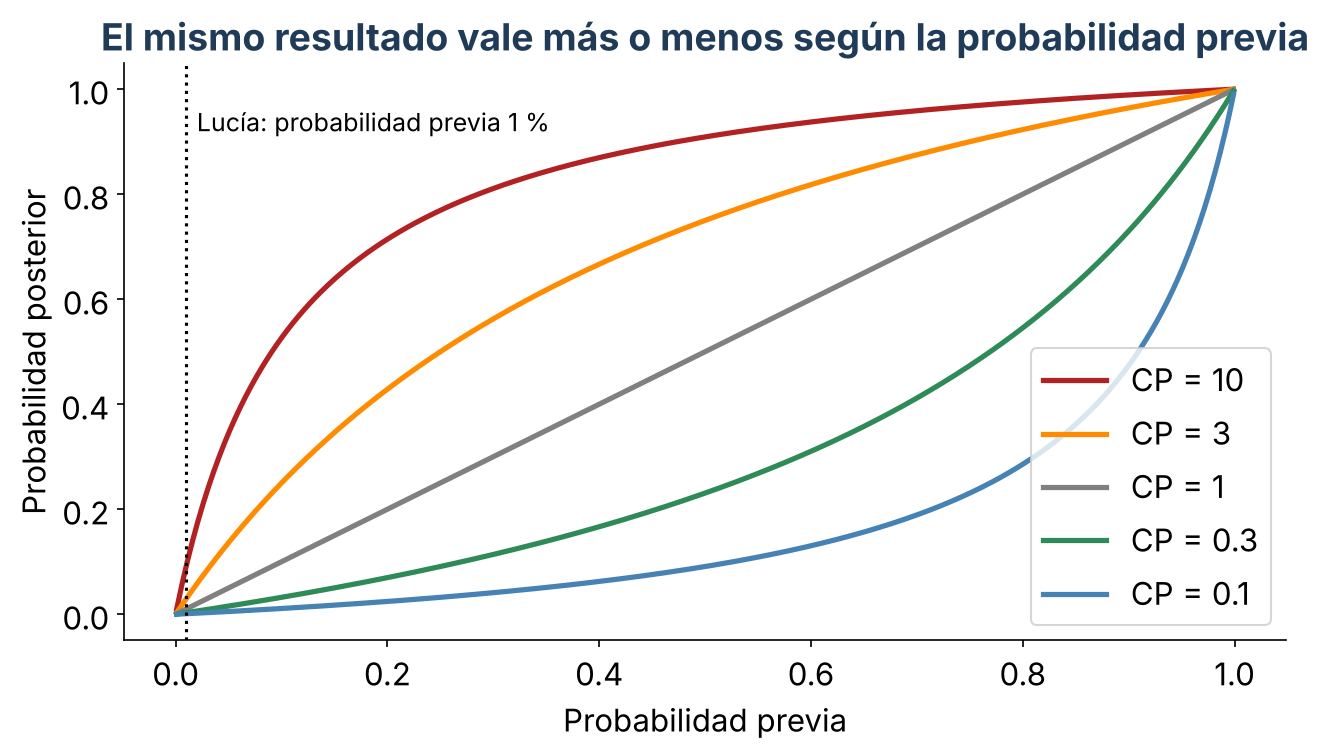 El mismo resultado vale más o menos según la probabilidad previa
Lucía: probabilidad previa 1 %
Probabilidad posterior
1.0
0.8
0.6
0.4
0.2
0.0
CP = 10
CP = 3
CP = 1
CP = 0.3
CP = 0.1
0.0 0.2 0.4 0.6 0.8 1.0
Probabilidad previa